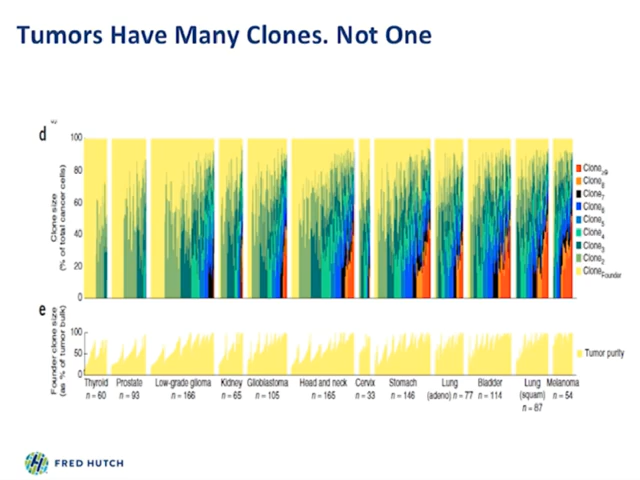 Tumors Have Many Clones. Not One
d
100
80
60
40
20
0
Clone size
(% of total cancer cells)
Clone≥9
Clone8
Clone7
Clone6
Clone5
Clone4
Clone3
Clone2
CloneFounder
e
100
50
0
Founder clone size
(as % of tumor bulk)
Tumor purity
Thyroid Prostate Low-grade glioma Kidney Glioblastoma Head and neck Cervix Stomach Lung Bladder Lung Melanoma
n = 60 n = 93 n = 166 n = 65 n = 105 n = 165 n = 33 n = 146 (adeno) n = 77 n = 114 (squam) n = 54
n = 87
FRED HUTCH